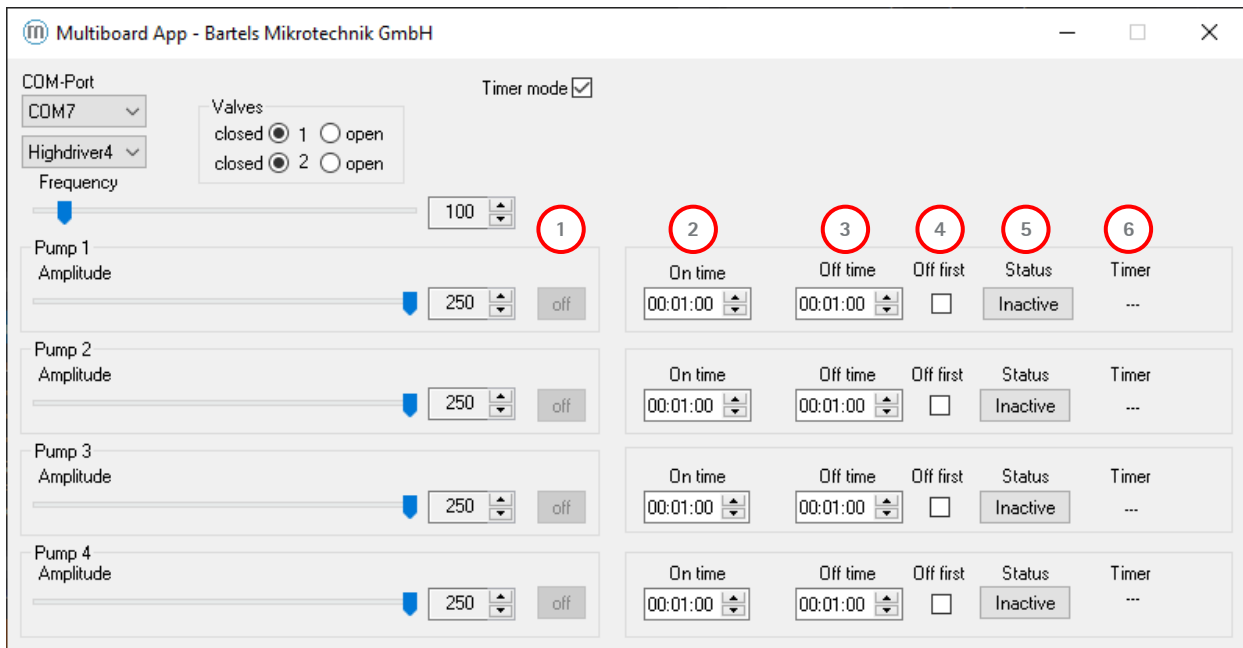 Multiboard App - Bartels Mikrotechnik GmbH
COM-Port
Timer mode
COM7
Valves
closed 1 open
Highdriver4
closed 2 open
Frequency
100
1 2 3 4 5 6
Pump 1
Amplitude
On time Off time Off first Status Timer
250 off 00:01:00 00:01:00 Inactive ---
Pump 2
Amplitude
On time Off time Off first Status Timer
250 off 00:01:00 00:01:00 Inactive ---
Pump 3
Amplitude
On time Off time Off first Status Timer
250 off 00:01:00 00:01:00 Inactive ---
Pump 4
Amplitude
On time Off time Off first Status Timer
250 off 00:01:00 00:01:00 Inactive ---